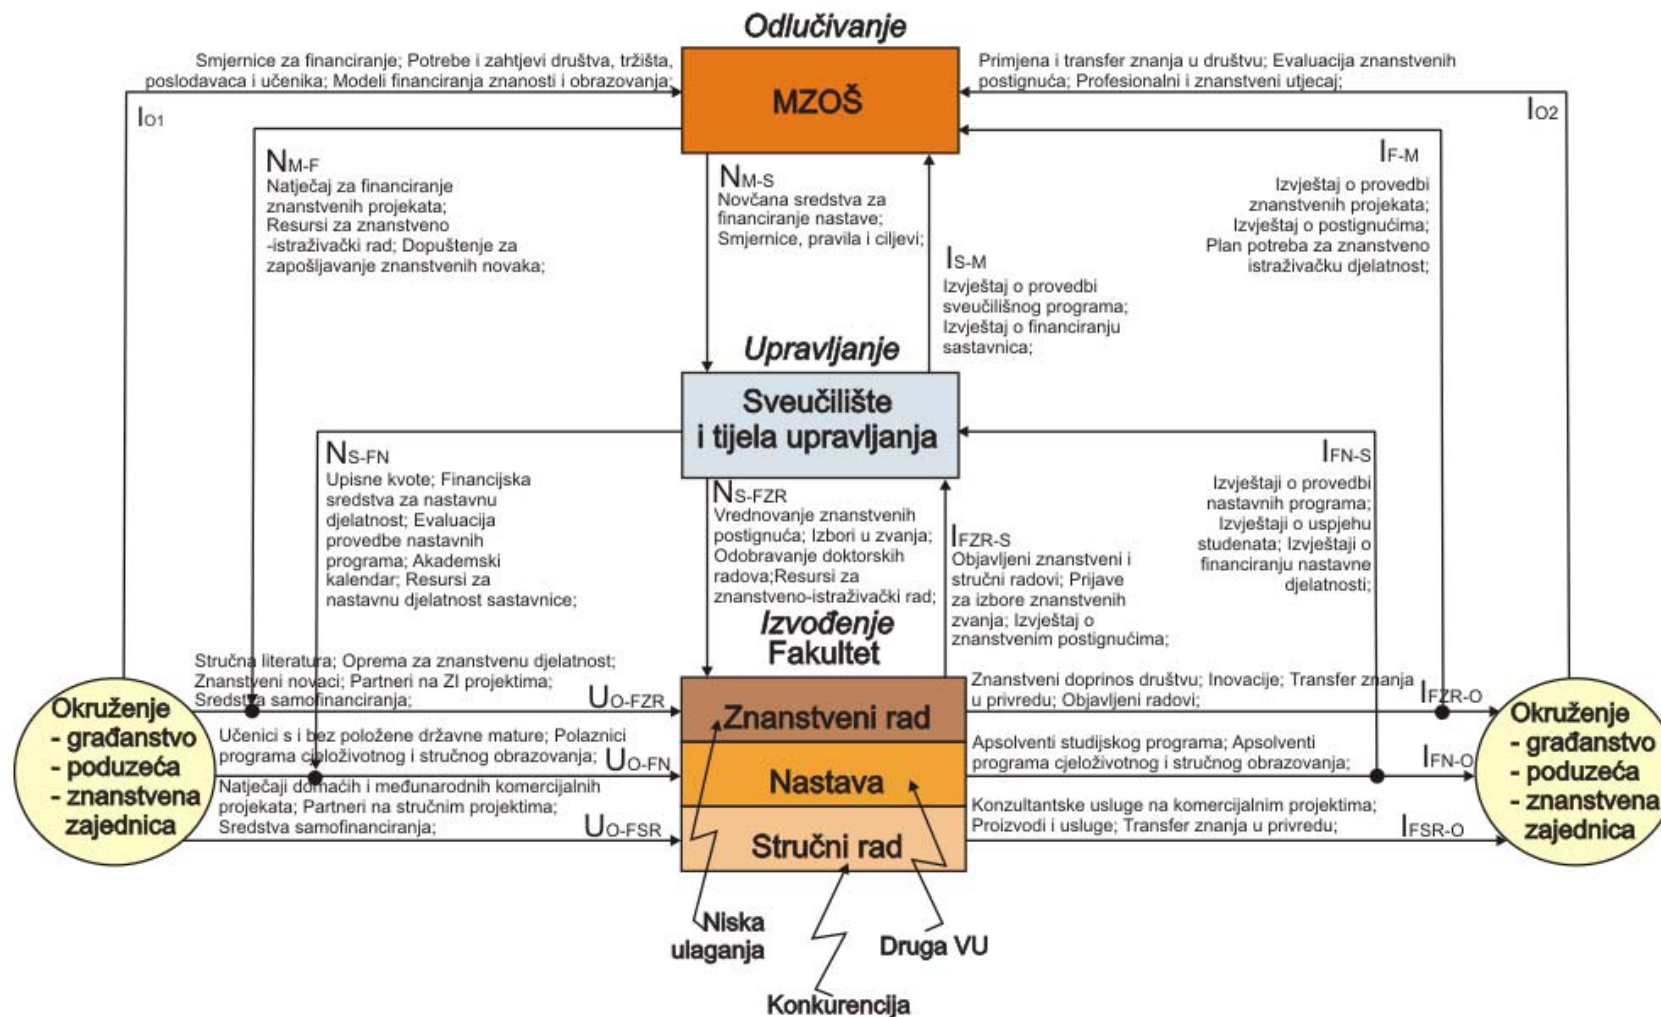 Odlučivanje
Smjernice za financiranje; Potrebe i zahtjevi društva, tržišta,
poslodavaca i učenika; Modeli financiranja znanosti i obrazovanja;
IO1
MZOŠ
Primjena i transfer znanja u društvu; Evaluacija znanstvenih
postignuća; Profesionalni i znanstveni utjecaj;
IO2
NM-F
Natječaj za financiranje
znanstvenih projekata;
Resursi za znanstveno
-istraživački rad; Dopuštenje za
zapošljavanje znanstvenih novaka;
NM-S
Novčana sredstva za
financiranje nastave;
Smjernice, pravila i ciljevi;
IS-M
Izvještaj o provedbi
sveučilišnog programa;
Izvještaj o financiranju
sastavnica;
IF-M
Izvještaj o provedbi
znanstvenih projekata;
Izvještaj o postignućima;
Plan potreba za znanstveno
istraživačku djelatnost;
Upravljanje
Sveučilište
i tijela upravljanja
NS-FN
Upisne kvote; Financijska
sredstva za nastavnu
djelatnost; Evaluacija
provedbe nastavnih
programa; Akademski
kalendar; Resursi za
nastavnu djelatnost sastavnice;
NS-FZR
Vrednovanje znanstvenih
postignuća; Izbori u zvanja;
Odobravanje doktorskih
radova;Resursi za
znanstveno-istraživački rad;
IFZR-S
Objavljeni znanstveni i
stručni radovi; Prijave
za izbore znanstvenih
zvanja; Izvještaj o
znanstvenim postignućima;
IFN-S
Izvještaji o provedbi
nastavnih programa;
Izvještaji o uspjehu
studenata; Izvještaji o
financiranju nastavne
djelatnosti;
Izvođenje
Fakultet
Okruženje
- građanstvo
- poduzeća
- znanstvena
zajednica
Stručna literatura; Oprema za znanstvenu djelatnost;
Znanstveni novaci; Partneri na ZI projektima;
Sredstva samofinanciranja;
UO-FZR
Učenici s i bez položene državne mature; Polaznici
programa cjeloživotnog i stručnog obrazovanja;
UO-FN
Natječaji domaćih i međunarodnih komercijalnih
projekata; Partneri na stručnim projektima;
Sredstva samofinanciranja;
UO-FSR
Znanstveni rad
Nastava
Stručni rad
Znanstveni doprinos društvu; Inovacije; Transfer znanja
u privredu; Objavljeni radovi;
IFZR-O
Apsolventi studijskog programa; Apsolventi
programa cjeloživotnog i stručnog obrazovanja;
IFN-O
Konzultantske usluge na komercijalnim projektima;
Proizvodi i usluge; Transfer znanja u privredu;
IFSR-O
Okruženje
- građanstvo
- poduzeća
- znanstvena
zajednica
Niska
ulaganja
Druga VU
Konkurencija